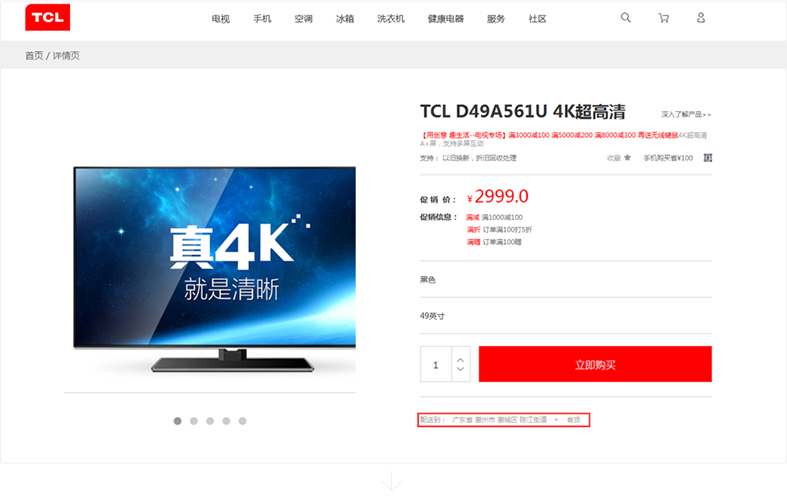 TCL
电视 手机 空调 冰箱 洗衣机 健康电器 服务 社区
首页 / 详情页
TCL D49A561U 4K超高清 深入了解产品>>
【用创意 趣生活--电视专场】满3000减100 满5000减200 满8000减300 再送无线键鼠4K超高清
A+屏，支持多屏互动
支持： 以旧换新，折旧回收处理 收藏 手机购买省¥100
真4K
就是清晰
促 销 价： ¥2999.0
促销信息： 满减 满1000减100
满折 订单满100打5折
满赠 订单满100赠
黑色
49英寸
1 立即购买
配送到： 广东省 惠州市 惠城区 陈江街道 有货